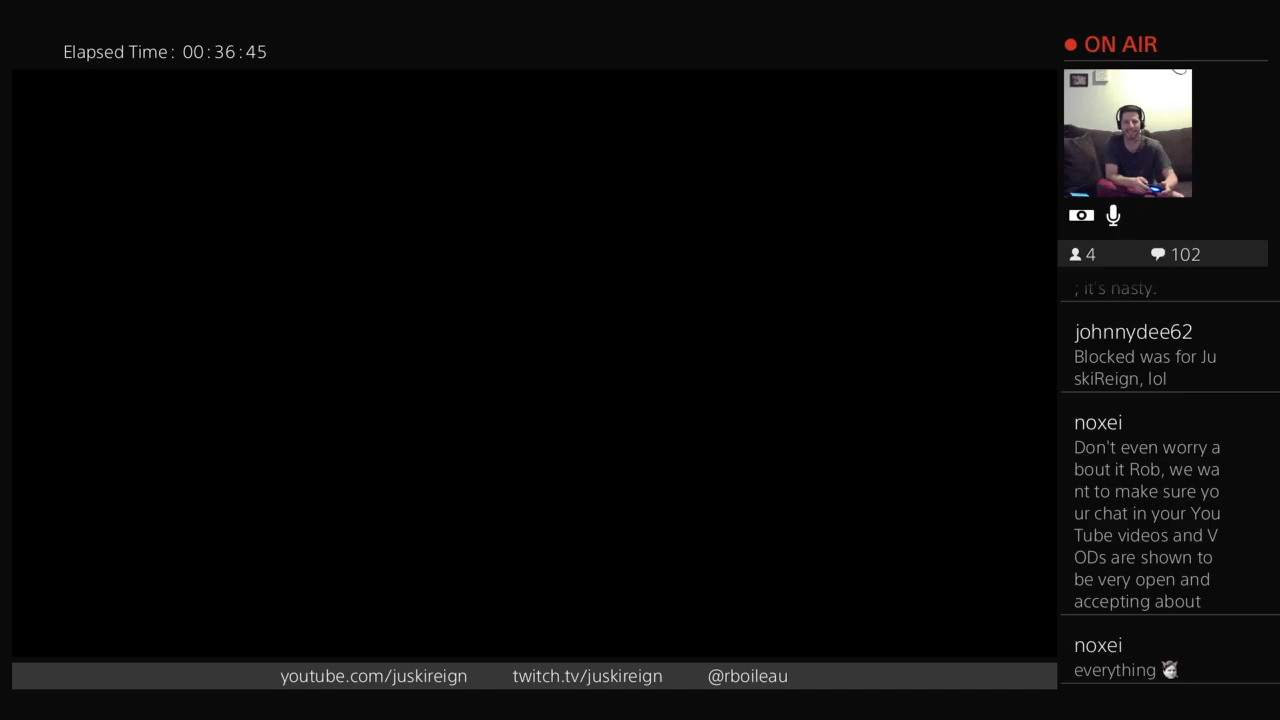 Elapsed Time: 00:36:45
ON AIR
4 102
; it's nasty.
johnnydee62
Blocked was for Ju
skiReign, lol
noxei
Don't even worry a
bout it Rob, we wa
nt to make sure yo
ur chat in your You
Tube videos and V
ODs are shown to
be very open and
accepting about
noxei
everything
youtube.com/juskireign twitch.tv/juskireign @rboileau